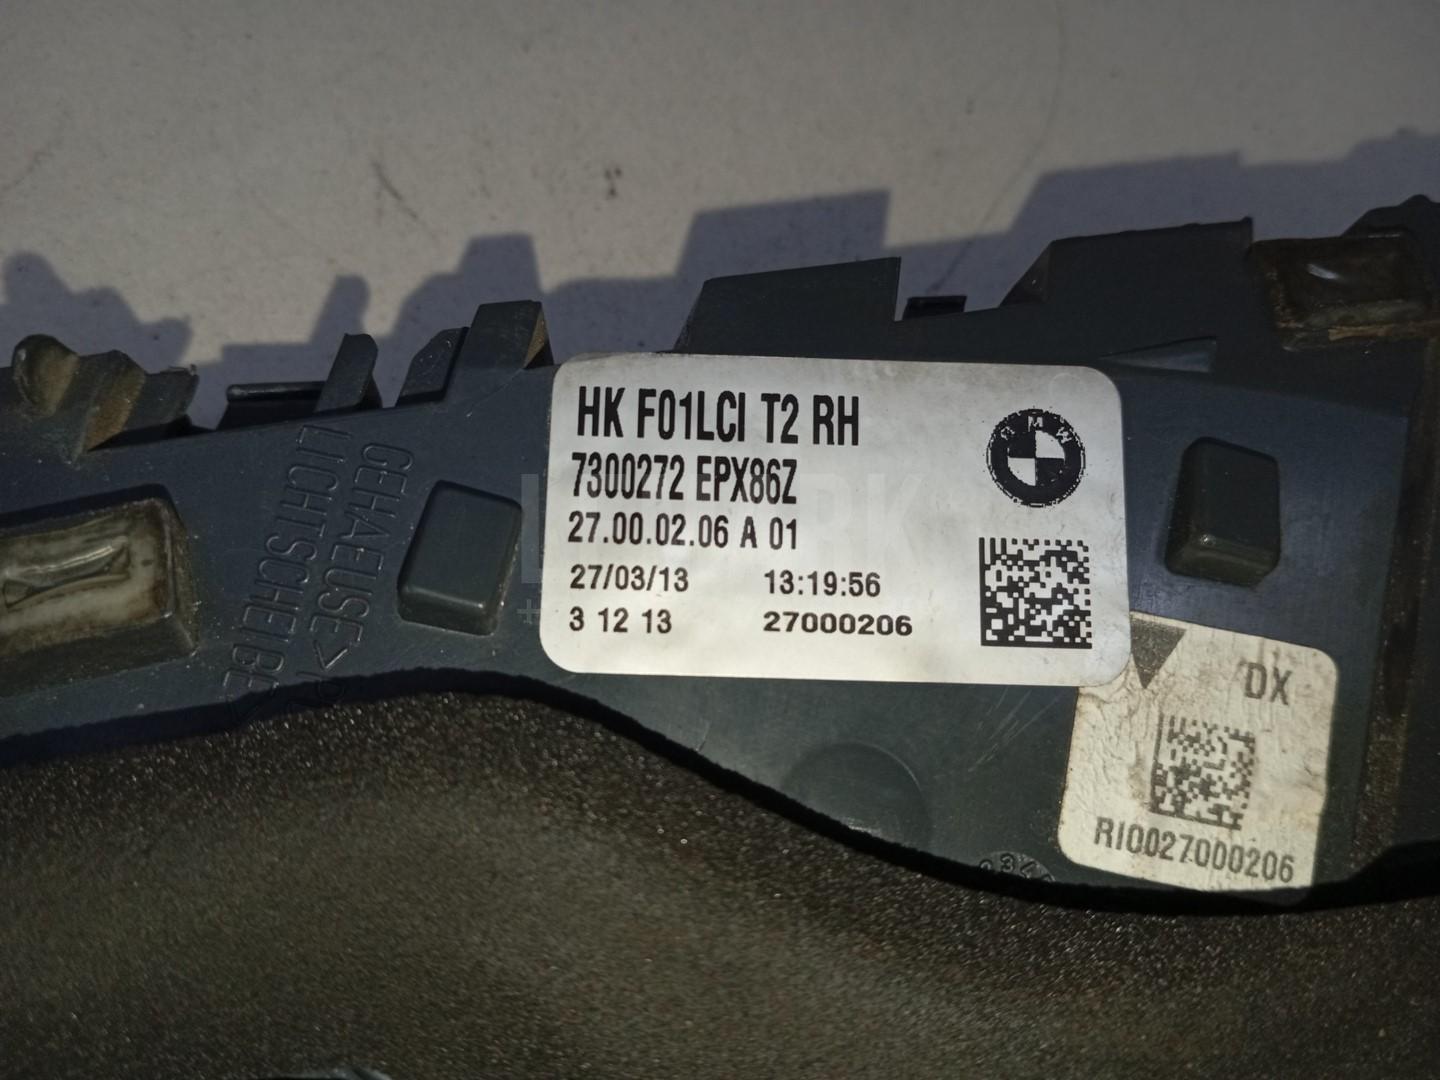 HK F01LCI T2 RH
7300272 EPX86Z
27.00.02.06 A 01
27/03/13 13:19:56
3 12 13 27000206
BMW
DX
RI0027000206
GEHAEUSE>
LICHTSCHEIBE